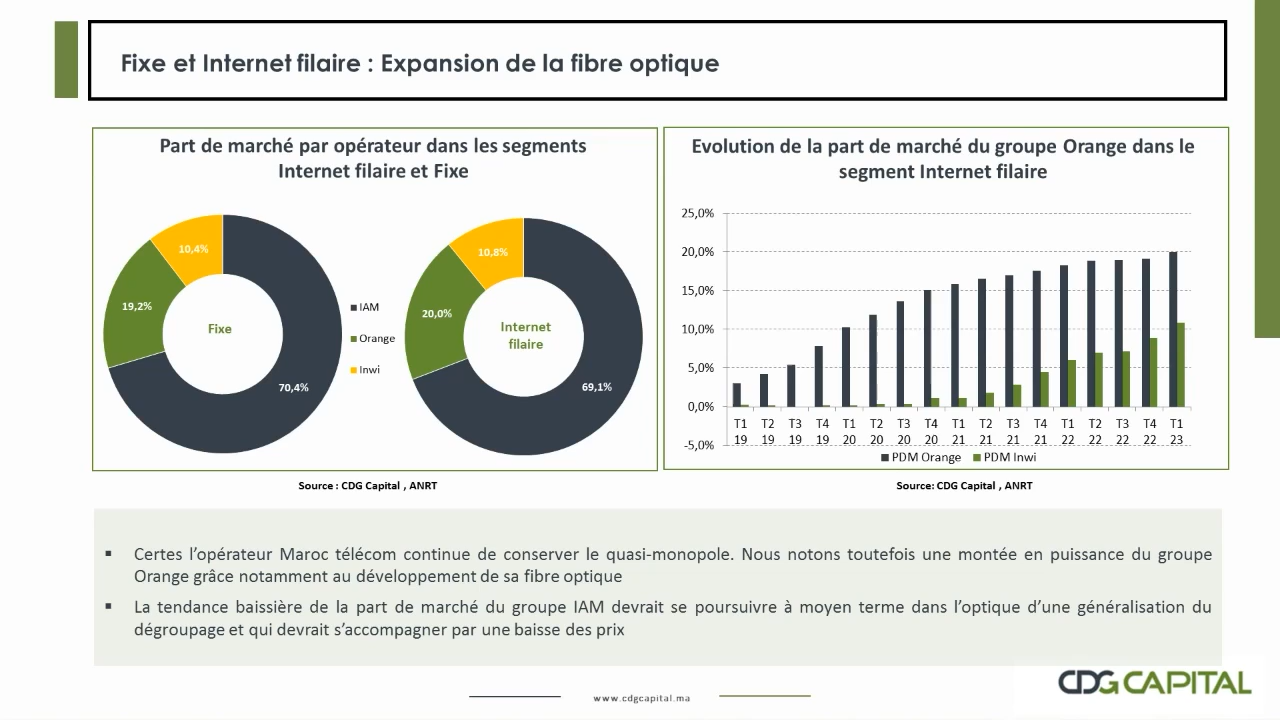 Fixe et Internet filaire : Expansion de la fibre optique
Part de marché par opérateur dans les segments
Internet filaire et Fixe
10,4%
19,2%
Fixe
70,4%
IAM
Orange
Inwi
10,8%
20,0%
Internet
filaire
69,1%
Source : CDG Capital , ANRT
Evolution de la part de marché du groupe Orange dans le
segment Internet filaire
25,0%
20,0%
15,0%
10,0%
5,0%
0,0%
-5,0%
T1 T2 T3 T4 T1 T2 T3 T4 T1 T2 T3 T4 T1 T2 T3 T4 T1
19 19 19 19 20 20 20 20 21 21 21 21 22 22 22 22 23
PDM Orange PDM Inwi
Source: CDG Capital , ANRT
▪ Certes l’opérateur Maroc télécom continue de conserver le quasi-monopole. Nous notons toutefois une montée en puissance du groupe
Orange grâce notamment au développement de sa fibre optique
▪ La tendance baissière de la part de marché du groupe IAM devrait se poursuivre à moyen terme dans l’optique d’une généralisation du
dégroupage et qui devrait s’accompagner par une baisse des prix
www.cdgcapital.ma
CDG CAPITAL